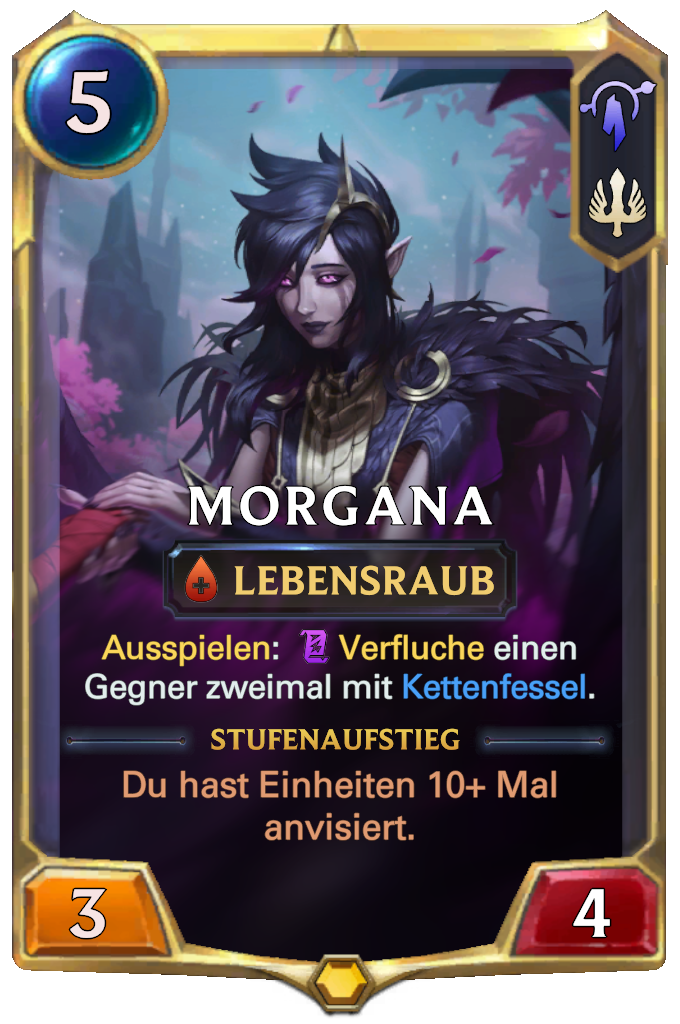 5
MORGANA
LEBENSRAUB
Ausspielen: Verfluche einen
Gegner zweimal mit Kettenfessel.
STUFENAUFSTIEG
Du hast Einheiten 10+ Mal
anvisiert.
3
4